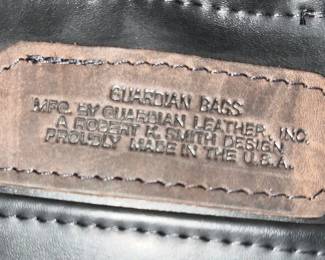 GUARDIAN BAGS
MFG. BY GUARDIAN LEATHER, INC.
A ROBERT K. SMITH DESIGN
PROUDLY MADE IN THE U.S.A.